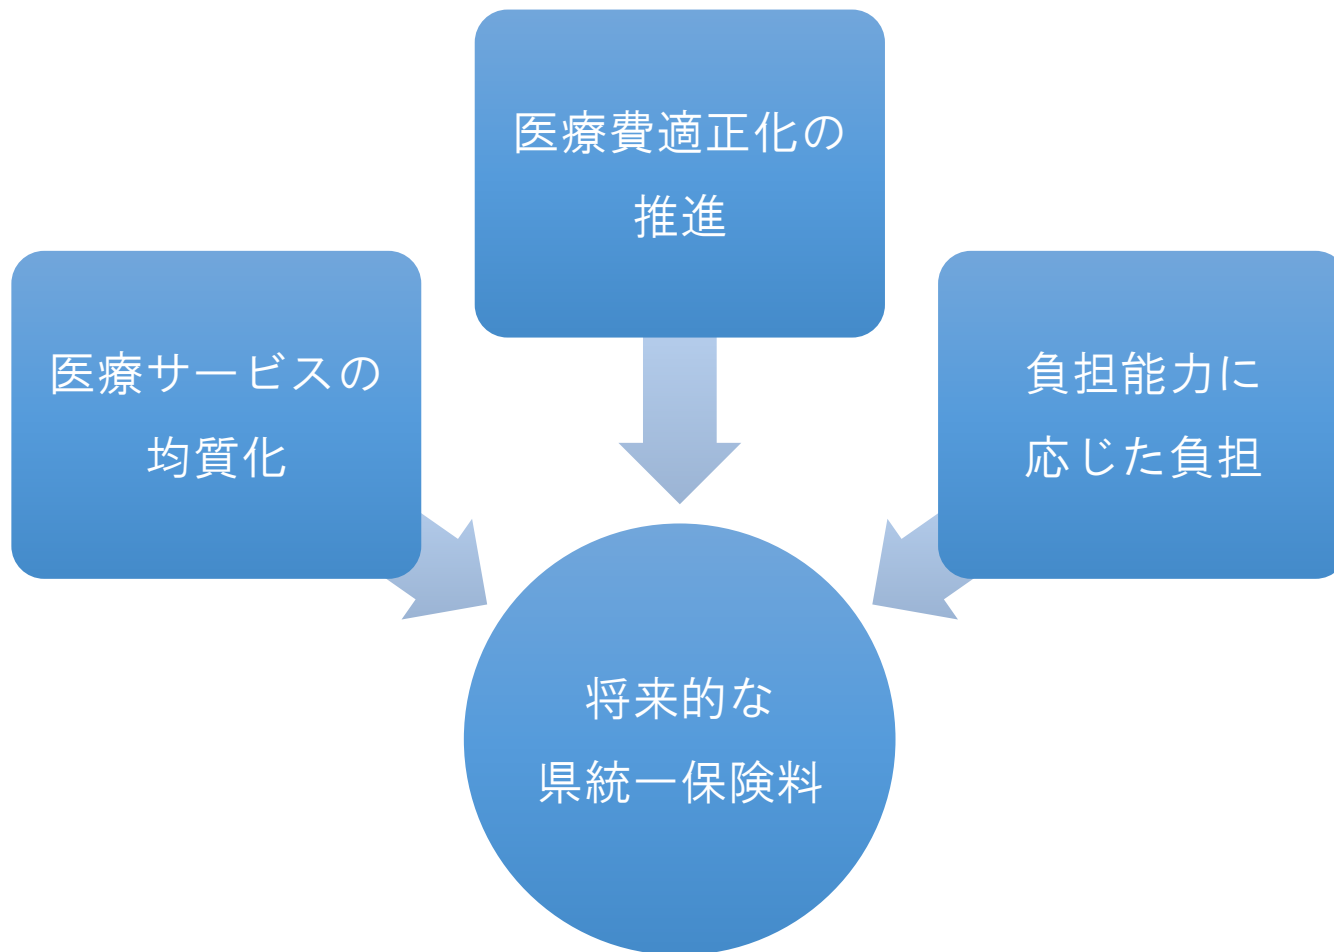 医療費適正化の
推進
医療サービスの
均質化
負担能力に
応じた負担
将来的な
県統一保険料